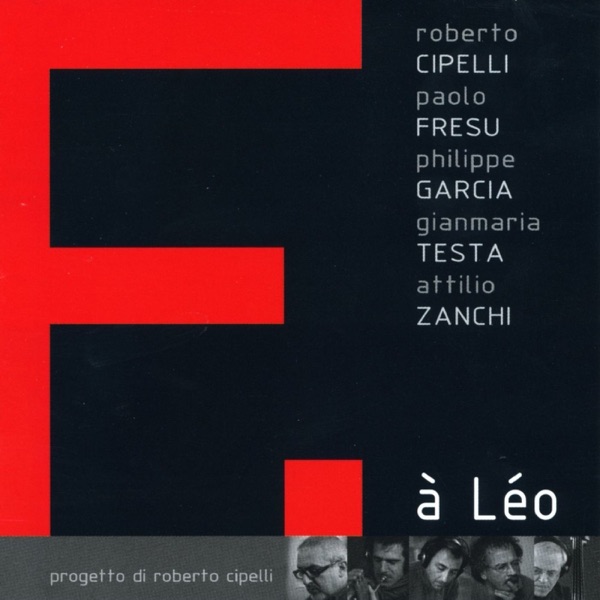 F.
roberto
CIPELLI
paolo
FRESU
philippe
GARCIA
gianmaria
TESTA
attilio
ZANCHI
à Léo
progetto di roberto cipelli